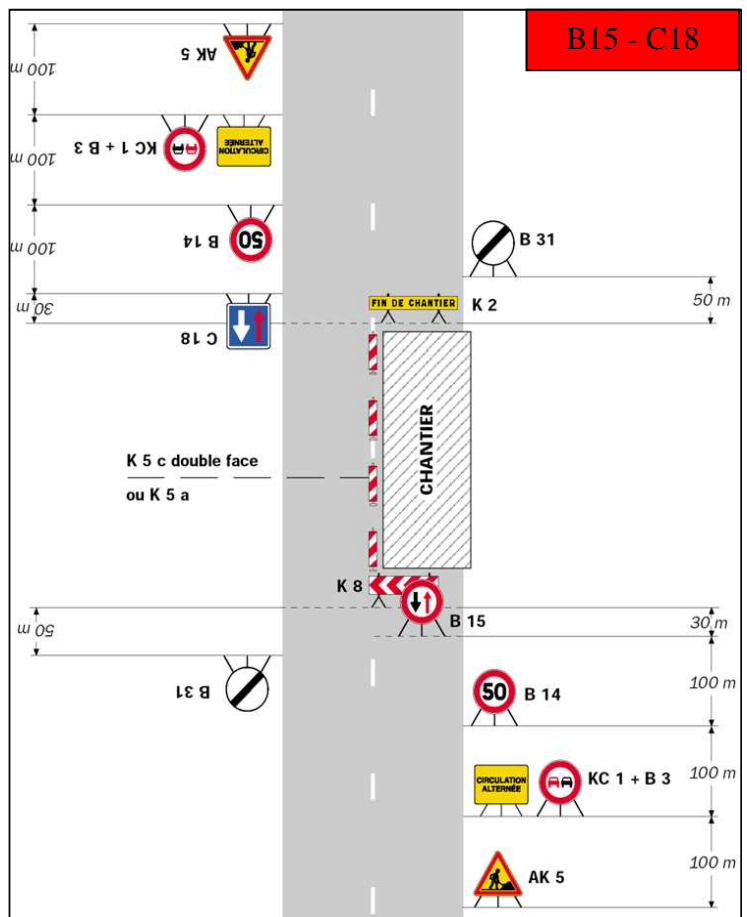 B15 - C18
AK 5
100 m
KC 1 + B 3
CIRCULATION
ALTERNÉE
100 m
B 14
50
100 m
B 31
C 18
30 m
FIN DE CHANTIER
K 2
50 m
CHANTIER
K 5 c double face
ou K 5 a
K 8
B 15
30 m
50 m
B 31
50
B 14
100 m
CIRCULATION
ALTERNÉE
KC 1 + B 3
100 m
AK 5
100 m